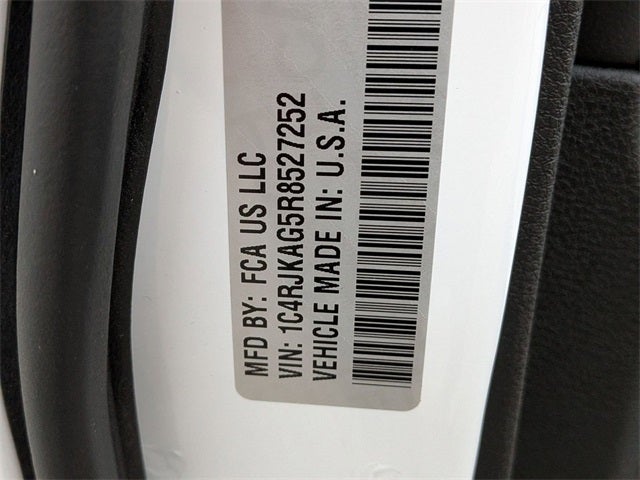 MFD BY: FCA US LLC
VIN: 1C4RJKAG5R8527252
VEHICLE MADE IN: U.S.A.